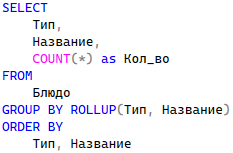 SELECT
Тип,
Название,
COUNT(*) as Кол_во
FROM
Блюдо
GROUP BY ROLLUP(Тип, Название)
ORDER BY
Тип, Название